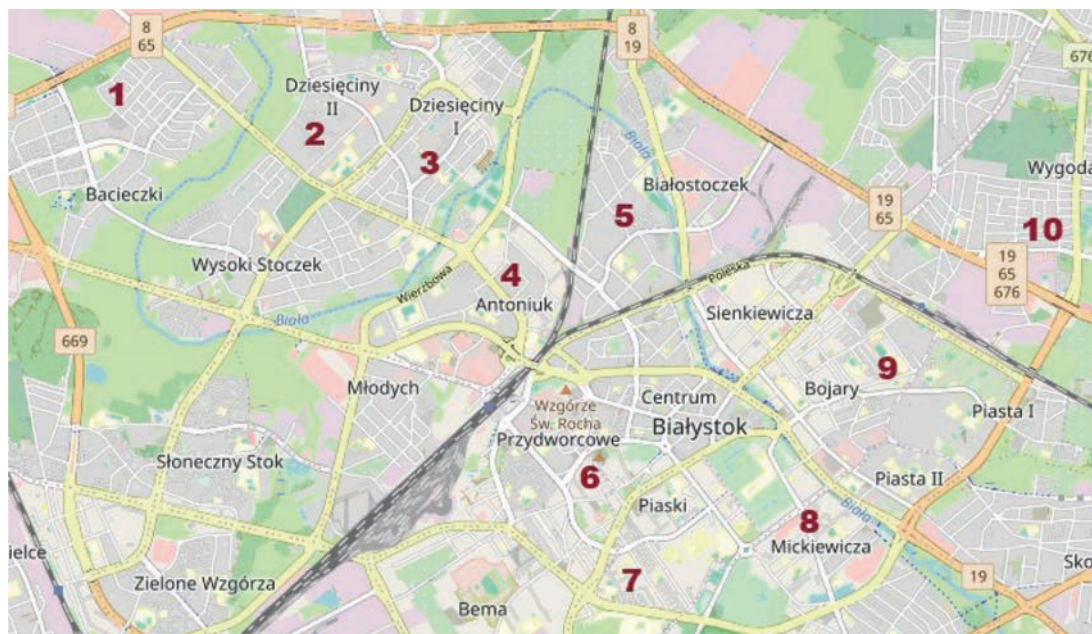 8
65
8
19
676
1
Dziesięciny
II
Dziesięciny
I
2
3
Biała
Białostoczek
Wygoda
Bacieczki
5
19
65
10
Wysoki Stoczek
Wierzbowa
4
Antoniuk
Poleska
19
65
676
Biała
Sienkiewicza
669
Młodych
9
Centrum
Bojary
Wzgórze
Św. Rocha
Przydworcowe
Białystok
Piasta I
Słoneczny Stok
6
Piaski
Piasta II
8
Biała
Mickiewicza
ielce
Zielone Wzgórza
7
Bema
19
Sko